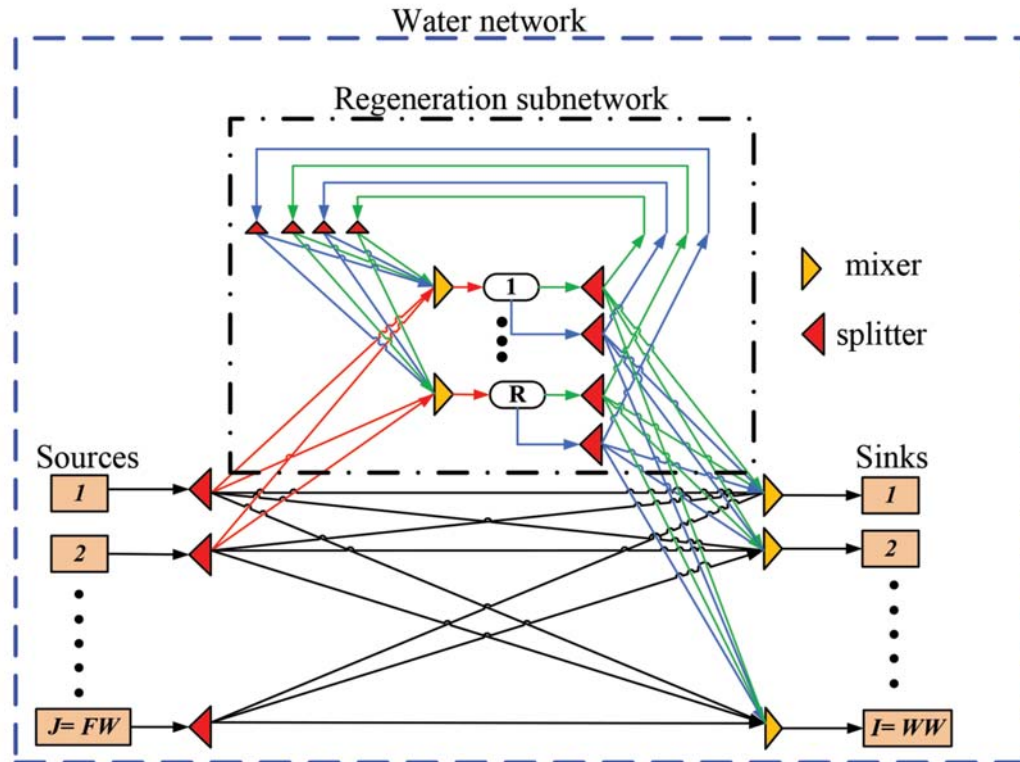 Water network
Regeneration subnetwork
1
R
mixer
splitter
Sources
1
2
J= FW
Sinks
1
2
I= WW